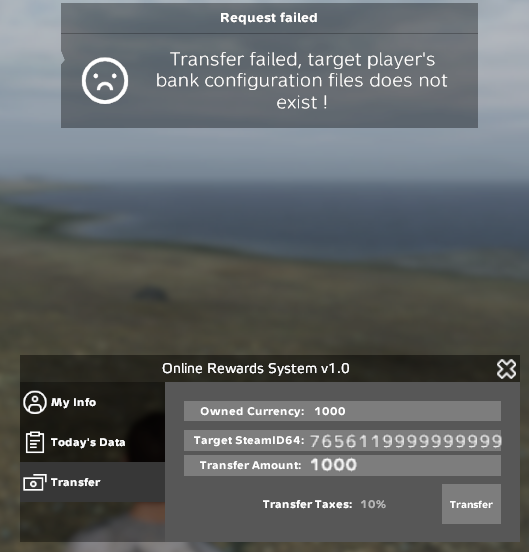 Request failed
Transfer failed, target player's
bank configuration files does not
exist !
Online Rewards System v1.0
My Info
Today's Data
Transfer
Owned Currency: 1000
Target SteamID64: 76561199999999999
Transfer Amount: 1000
Transfer Taxes: 10%
Transfer